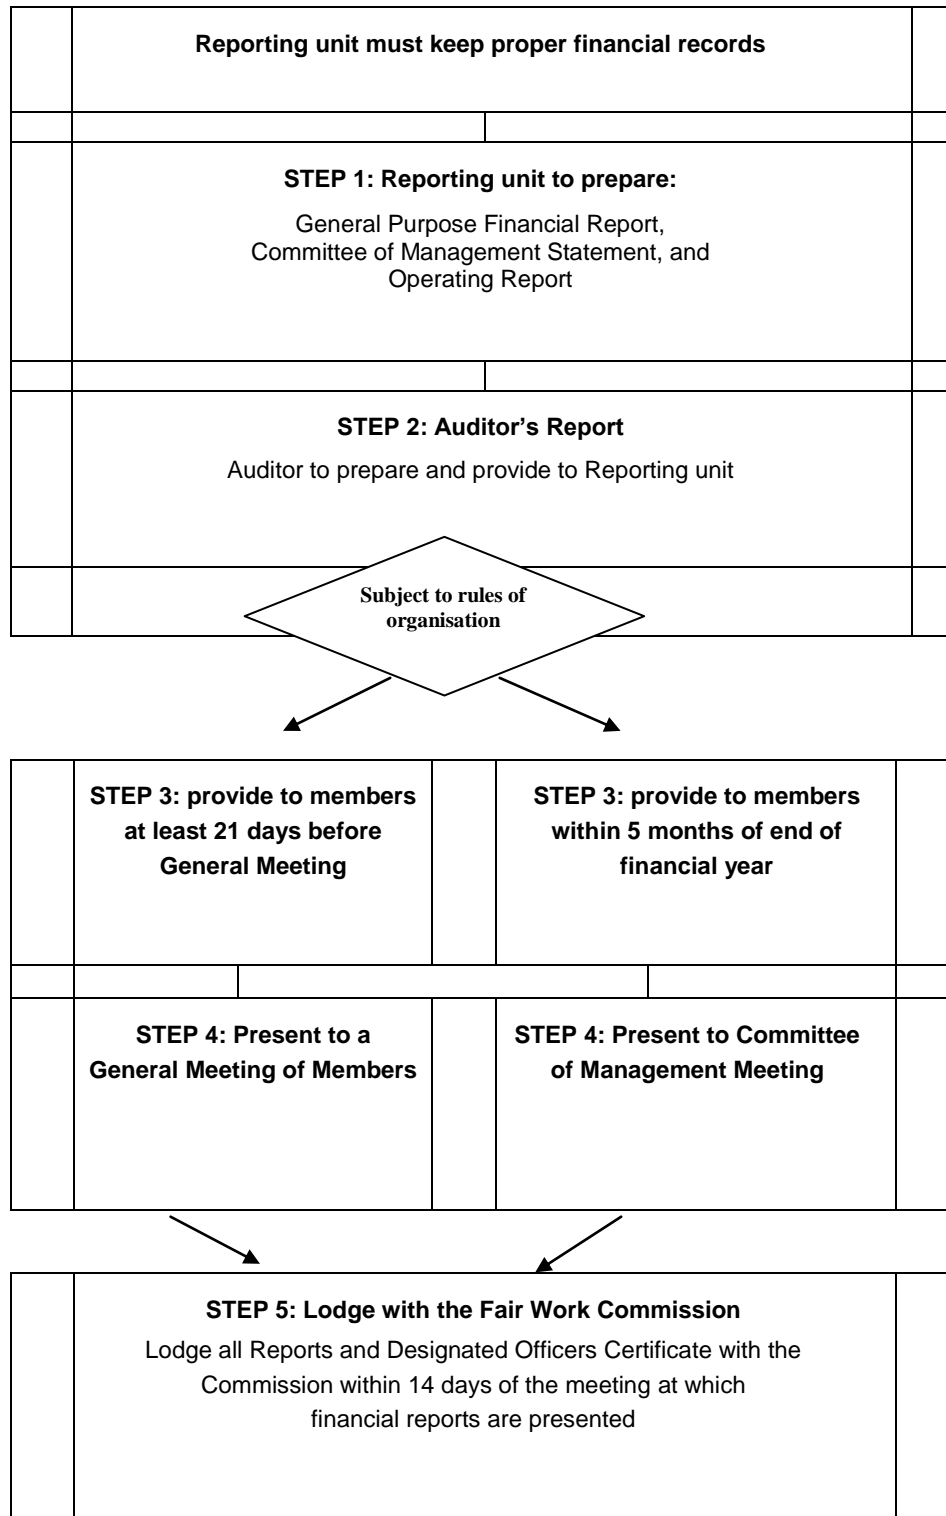 Reporting unit must keep proper financial records
STEP 1: Reporting unit to prepare:
General Purpose Financial Report,
Committee of Management Statement, and
Operating Report
STEP 2: Auditor’s Report
Auditor to prepare and provide to Reporting unit
Subject to rules of
organisation
STEP 3: provide to members
at least 21 days before
General Meeting
STEP 3: provide to members
within 5 months of end of
financial year
STEP 4: Present to a
General Meeting of Members
STEP 4: Present to Committee
of Management Meeting
STEP 5: Lodge with the Fair Work Commission
Lodge all Reports and Designated Officers Certificate with the
Commission within 14 days of the meeting at which
financial reports are presented